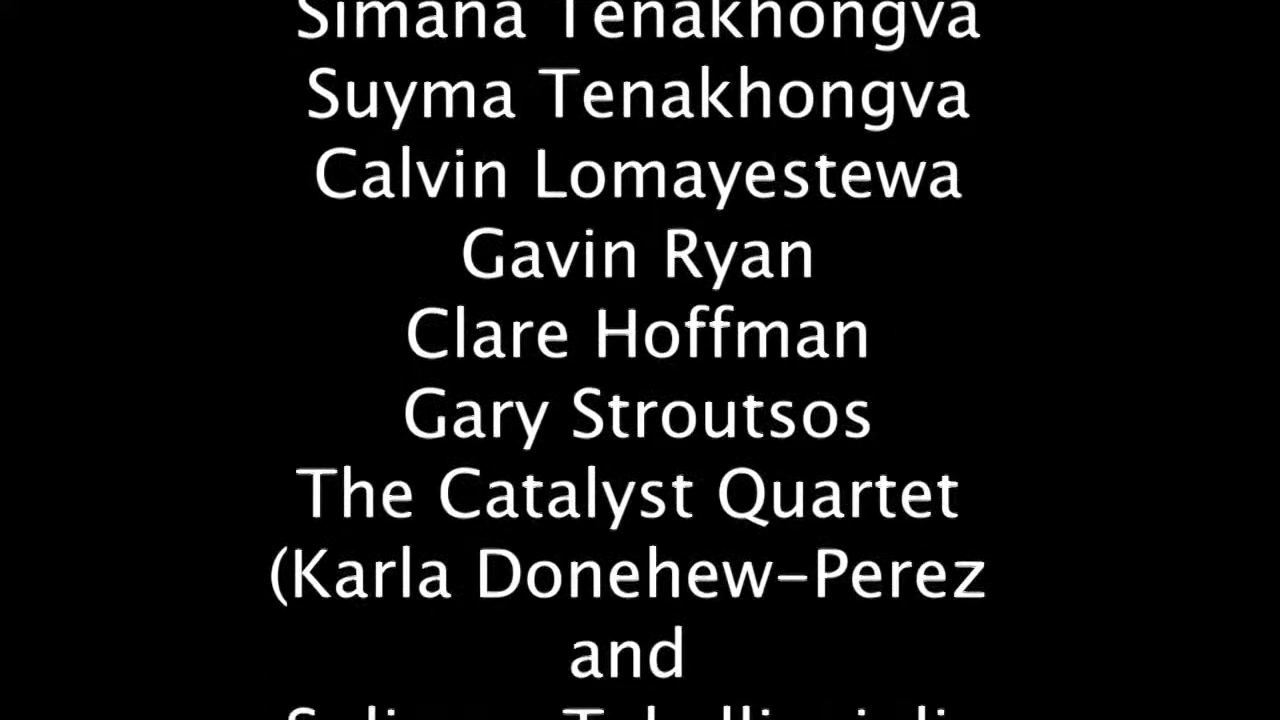 Simana Tenakhongva
Suyma Tenakhongva
Calvin Lomayestewa
Gavin Ryan
Clare Hoffman
Gary Stroutsos
The Catalyst Quartet
(Karla Donehew-Perez
and